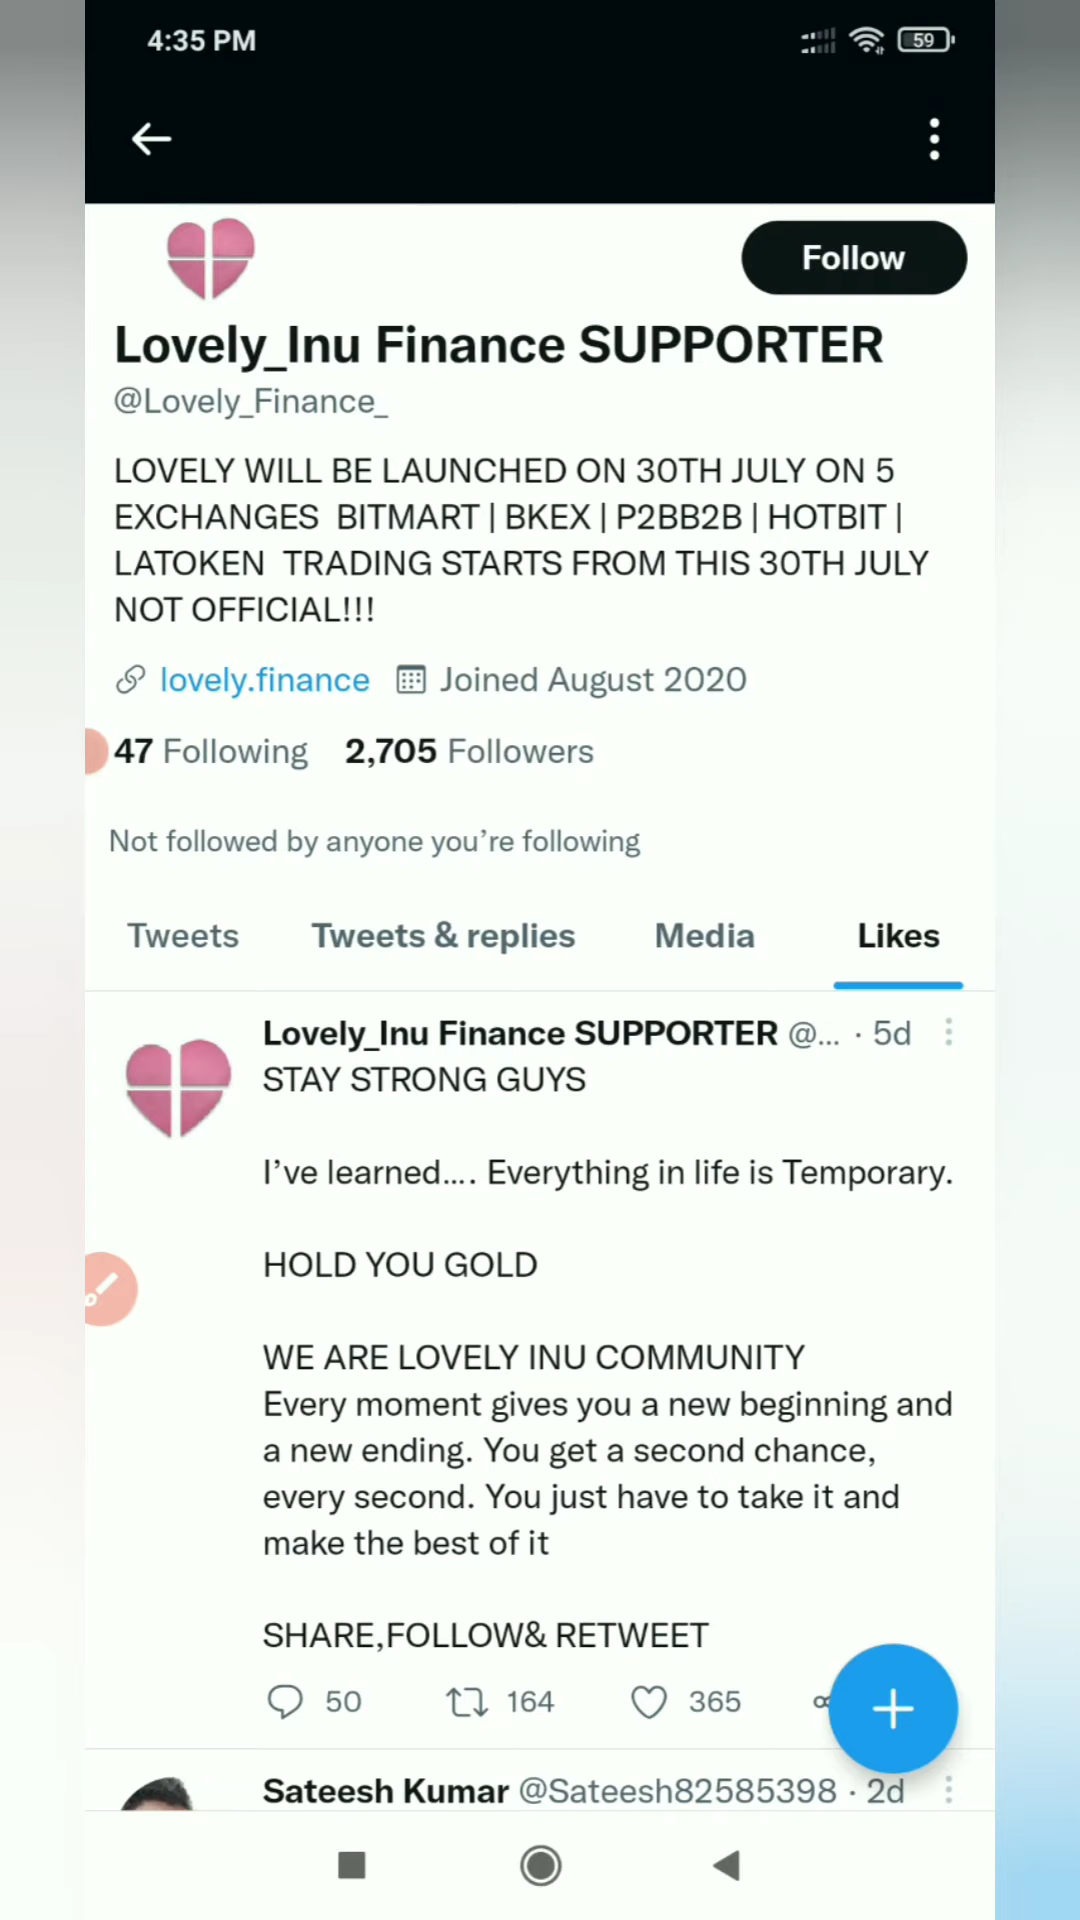 4:35 PM
59
Follow
Lovely_Inu Finance SUPPORTER
@Lovely_Finance_
LOVELY WILL BE LAUNCHED ON 30TH JULY ON 5
EXCHANGES BITMART | BKEX | P2BB2B | HOTBIT |
LATOKEN TRADING STARTS FROM THIS 30TH JULY
NOT OFFICIAL!!!
lovely.finance Joined August 2020
47 Following 2,705 Followers
Not followed by anyone you’re following
Tweets Tweets & replies Media Likes
Lovely_Inu Finance SUPPORTER @... · 5d
STAY STRONG GUYS
I’ve learned.... Everything in life is Temporary.
HOLD YOU GOLD
WE ARE LOVELY INU COMMUNITY
Every moment gives you a new beginning and
a new ending. You get a second chance,
every second. You just have to take it and
make the best of it
SHARE,FOLLOW& RETWEET
50 164 365
Sateesh Kumar @Sateesh82585398 · 2d